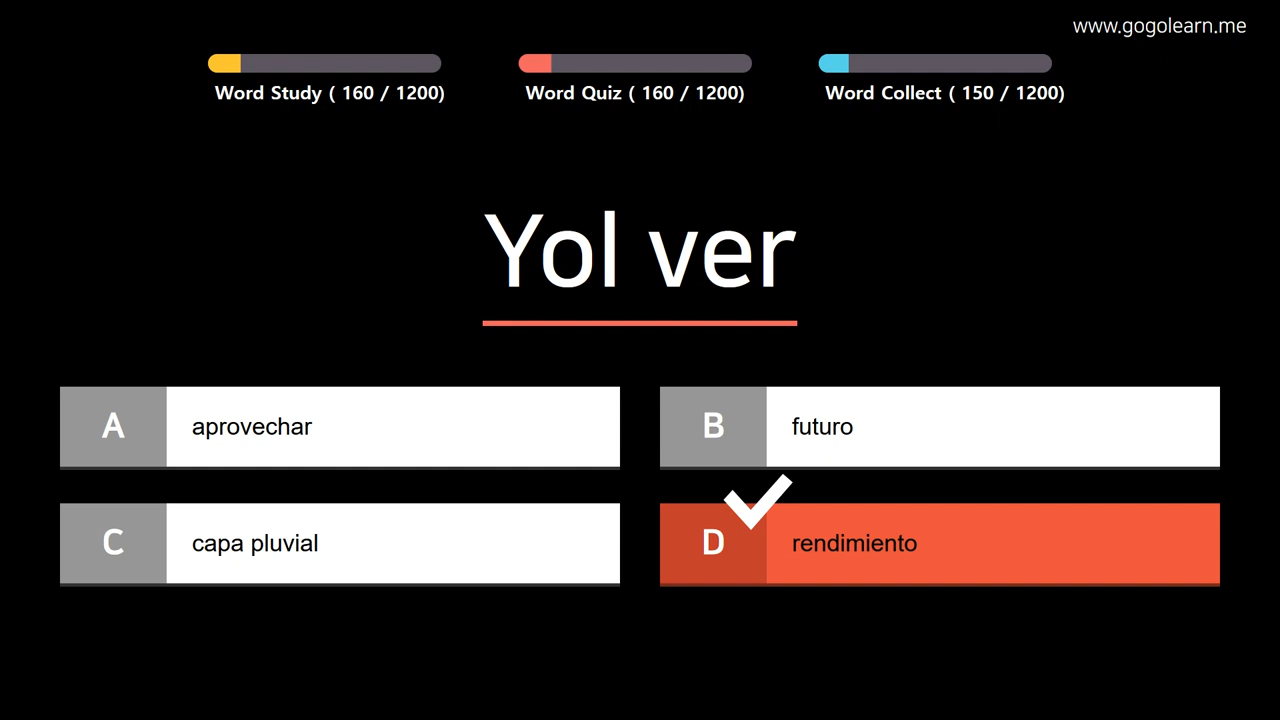 www.gogolearn.me
Word Study ( 160 / 1200)
Word Quiz ( 160 / 1200)
Word Collect ( 150 / 1200)
Yol ver
A aprovechar
B futuro
C capa pluvial
D rendimiento